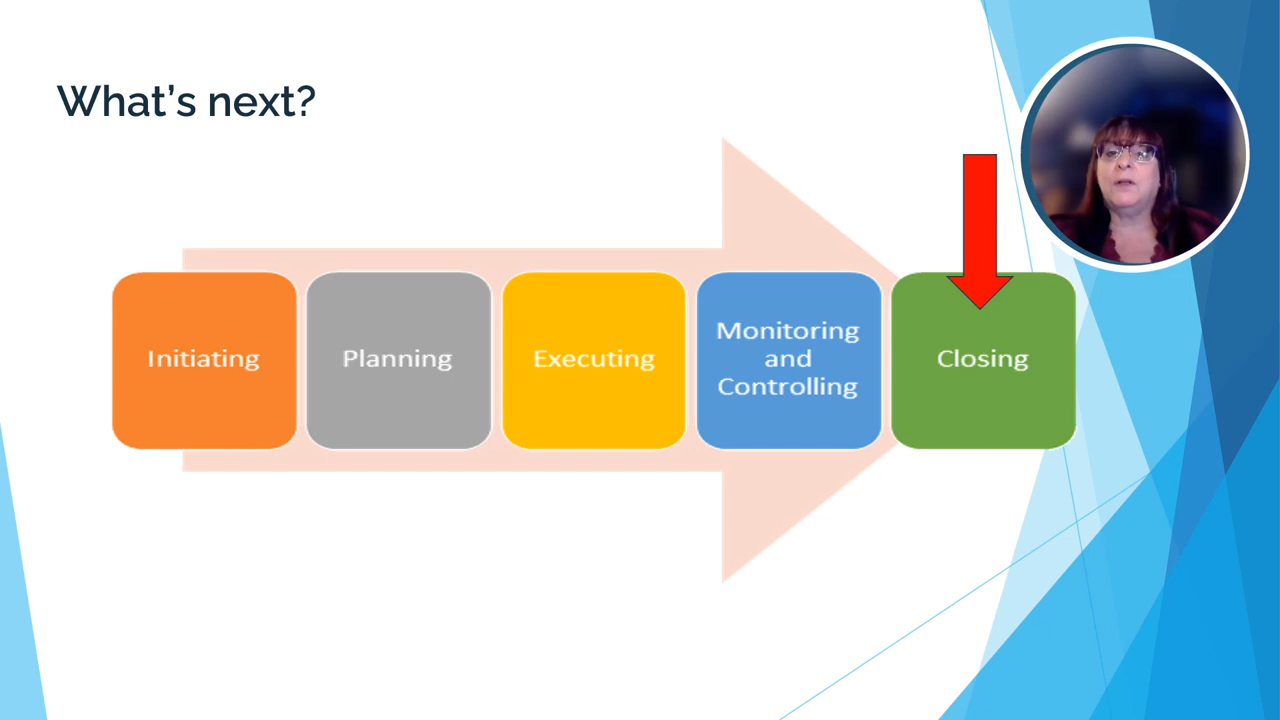 What’s next?
Initiating
Planning
Executing
Monitoring
and
Controlling
Closing